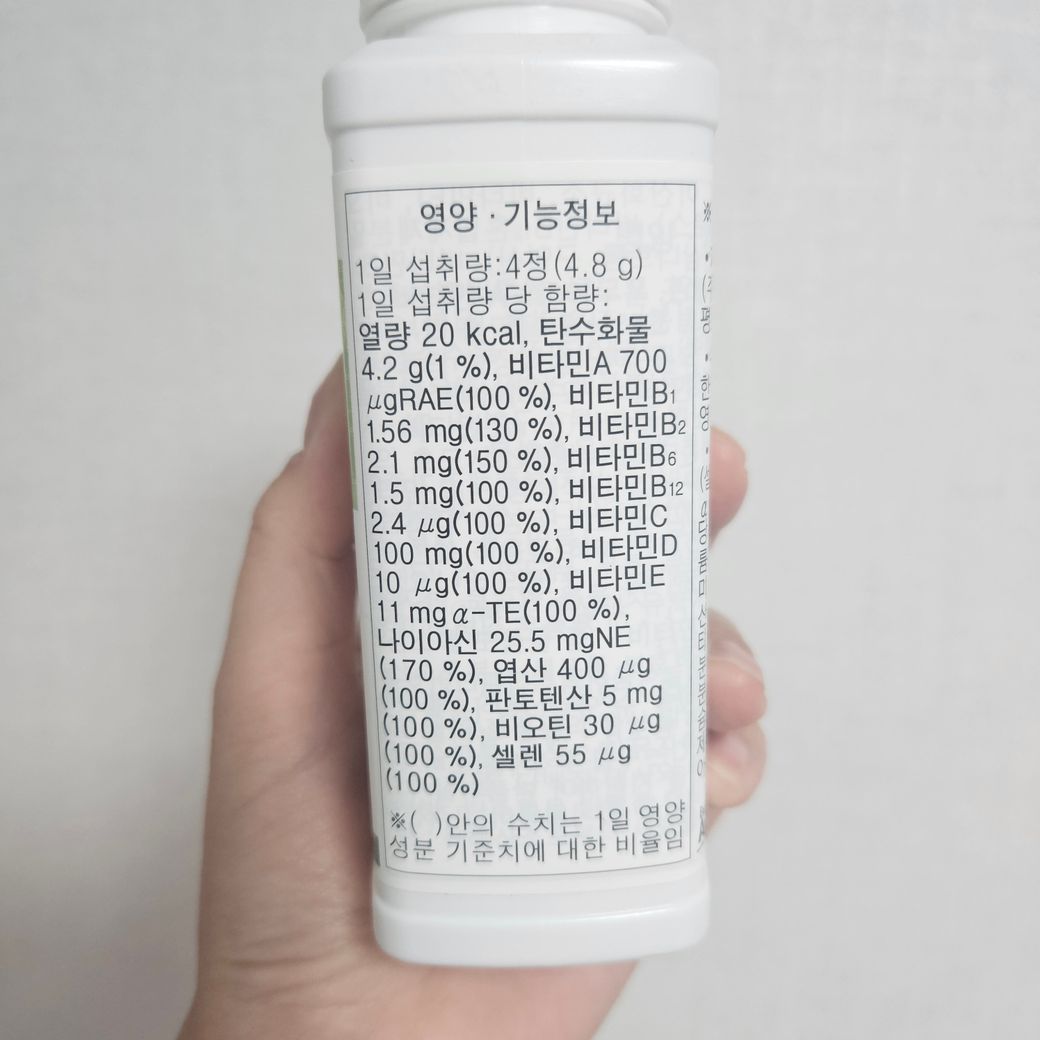 영양 · 기능정보
1일 섭취량:4정(4.8 g)
1일 섭취량 당 함량:
열량 20 kcal, 탄수화물
4.2 g(1 %), 비타민A 700
μgRAE(100 %), 비타민B1
1.56 mg(130 %), 비타민B2
2.1 mg(150 %), 비타민B6
1.5 mg(100 %), 비타민B12
2.4 μg(100 %), 비타민C
100 mg(100 %), 비타민D
10 μg(100 %), 비타민E
11 mg α-TE(100 %),
나이아신 25.5 mgNE
(170 %), 엽산 400 μg
(100 %), 판토텐산 5 mg
(100 %), 비오틴 30 μg
(100 %), 셀렌 55 μg
(100 %)
※( )안의 수치는 1일 영양
성분 기준치에 대한 비율임